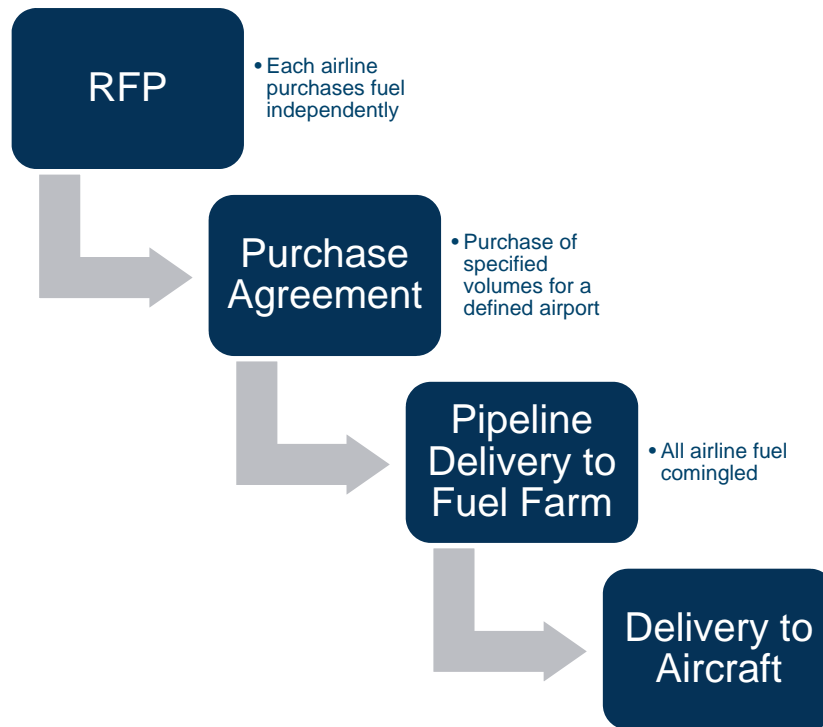 RFP
• Each airline
purchases fuel
independently
Purchase
Agreement
• Purchase of
specified
volumes for a
defined airport
Pipeline
Delivery to
Fuel Farm
• All airline fuel
comingled
Delivery to
Aircraft